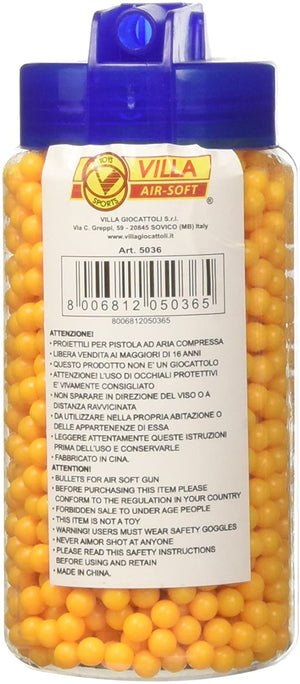 TOYS
SPORTS
VILLA
AIR-SOFT
®
VILLA GIOCATTOLI S.r.l.
Via C. Greppi, 59 - 20845 SOVICO (MB) Italy
www.villagiocattoli.it
Art. 5036
8 006812 050365
8006812050365
ATTENZIONE!
• PROIETTILI PER PISTOLA AD ARIA COMPRESSA
• LIBERA VENDITA AI MAGGIORI DI 16 ANNI
• QUESTO PRODOTTO NON E' UN GIOCATTOLO
• ATTENZIONE! L'USO DI OCCHIALI PROTETTIVI
E' VIVAMENTE CONSIGLIATO
• NON SPARARE IN DIREZIONE DEL VISO O A
DISTANZA RAVVICINATA
• DA UTILIZZARE NELLA PROPRIA ABITAZIONE O
DELLE APPARTENENZE DI ESSA
• LEGGERE ATTENTAMENTE QUESTE ISTRUZIONI
PRIMA DELL'USO E CONSERVARLE
• FABBRICATO IN CINA.
ATTENTION!
• BULLETS FOR AIR SOFT GUN
• BEFORE PURCHASING THIS ITEM PLEASE
CONFORM TO THE REGULATION IN YOUR COUNTRY
• FORBIDDEN SALE TO UNDER AGE PEOPLE
• THIS ITEM IS NOT A TOY
• WARNING! USERS MUST WEAR SAFETY GOGGLES
• NEVER AIMOR SHOT AT ANYONE
• PLEASE READ THIS SAFETY INSTRUCTIONS
BEFORE USING AND RETAIN
• MADE IN CHINA.